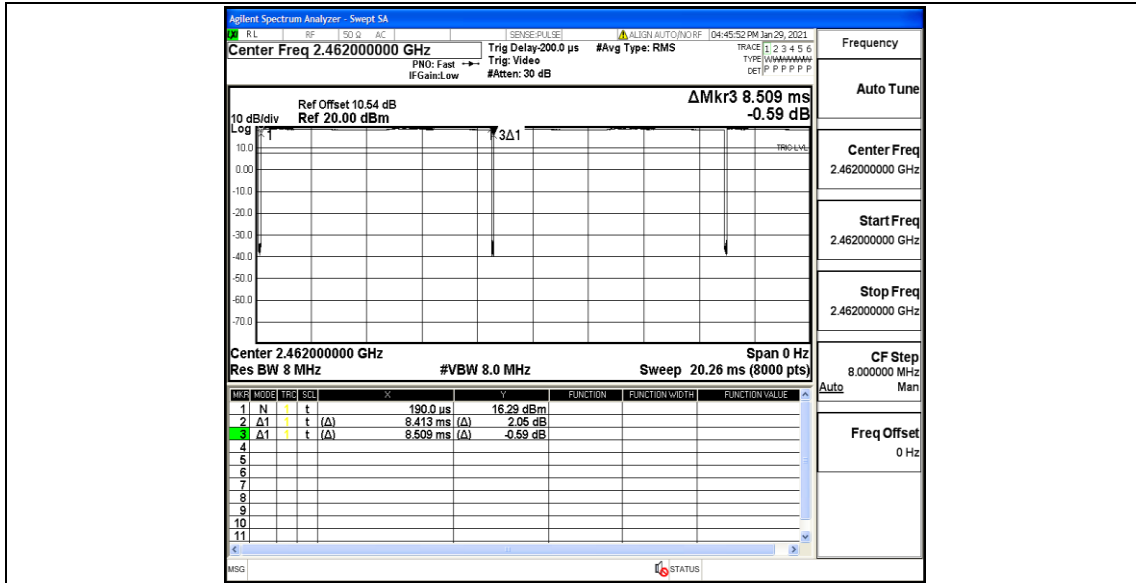 Agilent Spectrum Analyzer - Swept SA
RL RF 50 Ω AC SENSE:PULSE ALIGN AUTO/NO RF 04:45:52 PM Jan 29, 2021
Center Freq 2.462000000 GHz
PNO: Fast
IFGain:Low
Trig Delay-200.0 µs
Trig: Video
#Atten: 30 dB
#Avg Type: RMS
TRACE 1 2 3 4 5 6
TYPE
DET P P P P P P
Frequency
ΔMkr3 8.509 ms
-0.59 dB
Ref Offset 10.54 dB
10 dB/div Ref 20.00 dBm
Log
1
3Δ1
TRIG LVL
10.0
0.00
-10.0
-20.0
-30.0
-40.0
-50.0
-60.0
-70.0
Center 2.462000000 GHz Span 0 Hz
Res BW 8 MHz #VBW 8.0 MHz Sweep 20.26 ms (8000 pts)
MKR MODE TRC SCL X Y FUNCTION FUNCTION WIDTH FUNCTION VALUE
1 N 1 t 190.0 µs 16.29 dBm
2 Δ1 1 t (Δ) 8.413 ms (Δ) 2.05 dB
3 Δ1 1 t (Δ) 8.509 ms (Δ) -0.59 dB
4
5
6
7
8
9
10
11
MSG STATUS
Auto Tune
Center Freq
2.462000000 GHz
Start Freq
2.462000000 GHz
Stop Freq
2.462000000 GHz
CF Step
8.000000 MHz
Auto Man
Freq Offset
0 Hz